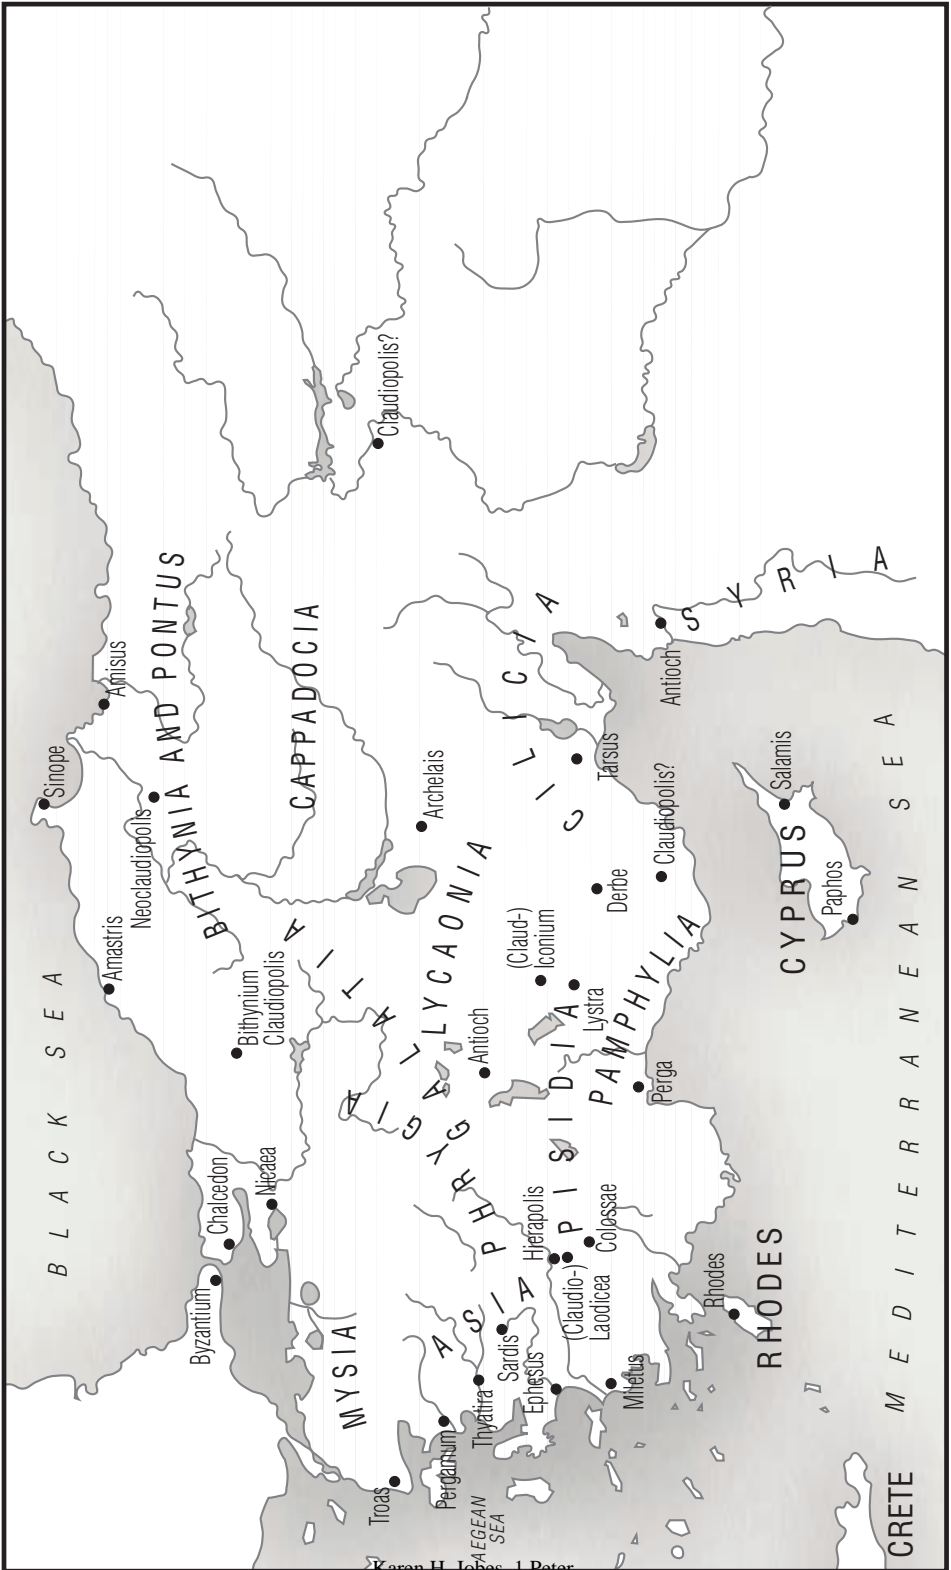 BLACK SEA
Sinope
Amisus
Amastris
Neoclaudiopolis
BITHYNIA AND PONTUS
Bithynium
Claudiopolis
Byzantium
Chalcedon
Nicaea
CAPPADOCIA
GALATIA
Claudiopolis?
MYSIA
Troas
Pergamum
Thyatira
Sardis
ASIA
Ephesus
Miletus
AEGEAN
SEA
PHRYGIA
LYCAONIA
Archelais
Antioch
(Claud-)
Iconium
Lystra
Derbe
Hierapolis
(Claudio-)
Laodicea
Colossae
PISIDIA
PAMPHYLIA
Perga
CILICIA
Tarsus
Claudiopolis?
Antioch
SYRIA
Rhodes
RHODES
CYPRUS
Salamis
Paphos
CRETE
MEDITERRANEAN SEA
Karen H. Jobes, 1 Peter